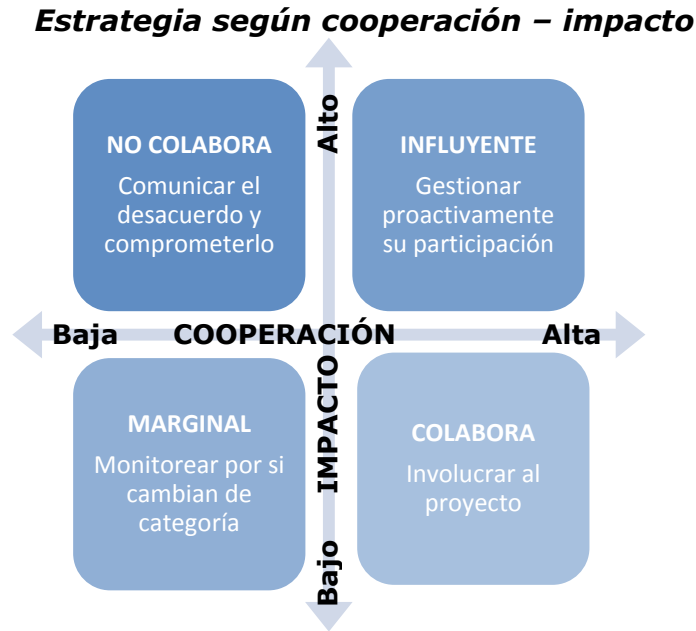 Estrategia según cooperación – impacto
Alto
NO COLABORA
Comunicar el
desacuerdo y
comprometerlo
INFLUYENTE
Gestionar
proactivamente
su participación
Baja
COOPERACIÓN
Alta
IMPACTO
MARGINAL
Monitorear por si
cambian de
categoría
COLABORA
Involucrar al
proyecto
Bajo